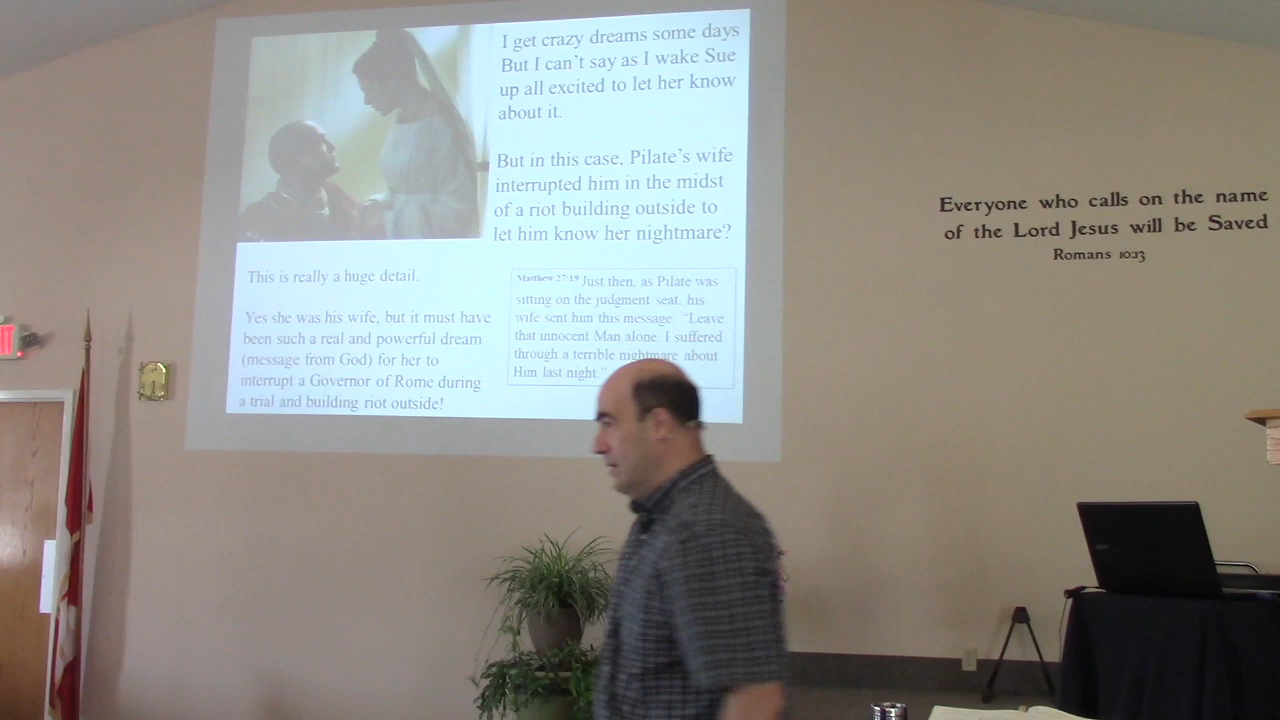 I get crazy dreams some days
But I can't say as I wake Sue
up all excited to let her know
about it.
But in this case, Pilate's wife
interrupted him in the midst
of a riot building outside to
let him know her nightmare?
This is really a huge detail.
Yes she was his wife, but it must have
been such a real and powerful dream
(message from God) for her to
interrupt a Governor of Rome during
a trial and building riot outside!
Matthew 27:19 Just then, as Pilate was
sitting on the judgment seat, his
wife sent him this message: "Leave
that innocent Man alone. I suffered
through a terrible nightmare about
Him last night."
Everyone who calls on the name
of the Lord Jesus will be Saved
Romans 10:13